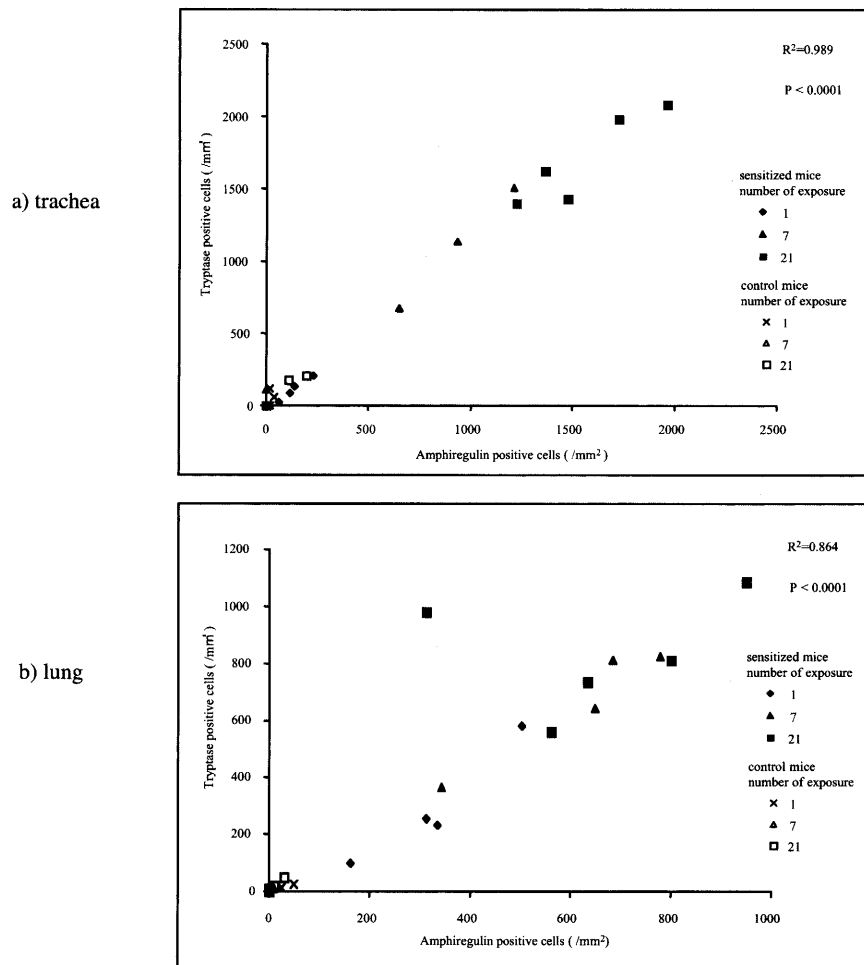 a) trachea
R²=0.989
P < 0.0001
2500
2000
1500
1000
500
0
Tryptase positive cells ( /mm²)
0 500 1000 1500 2000 2500
Amphiregulin positive cells ( /mm²)
sensitized mice
number of exposure
1
7
21
control mice
number of exposure
1
7
21
b) lung
R²=0.864
P < 0.0001
1200
1000
800
600
400
200
0
Tryptase positive cells ( /mm²)
0 200 400 600 800 1000
Amphiregulin positive cells ( /mm²)
sensitized mice
number of exposure
1
7
21
control mice
number of exposure
1
7
21